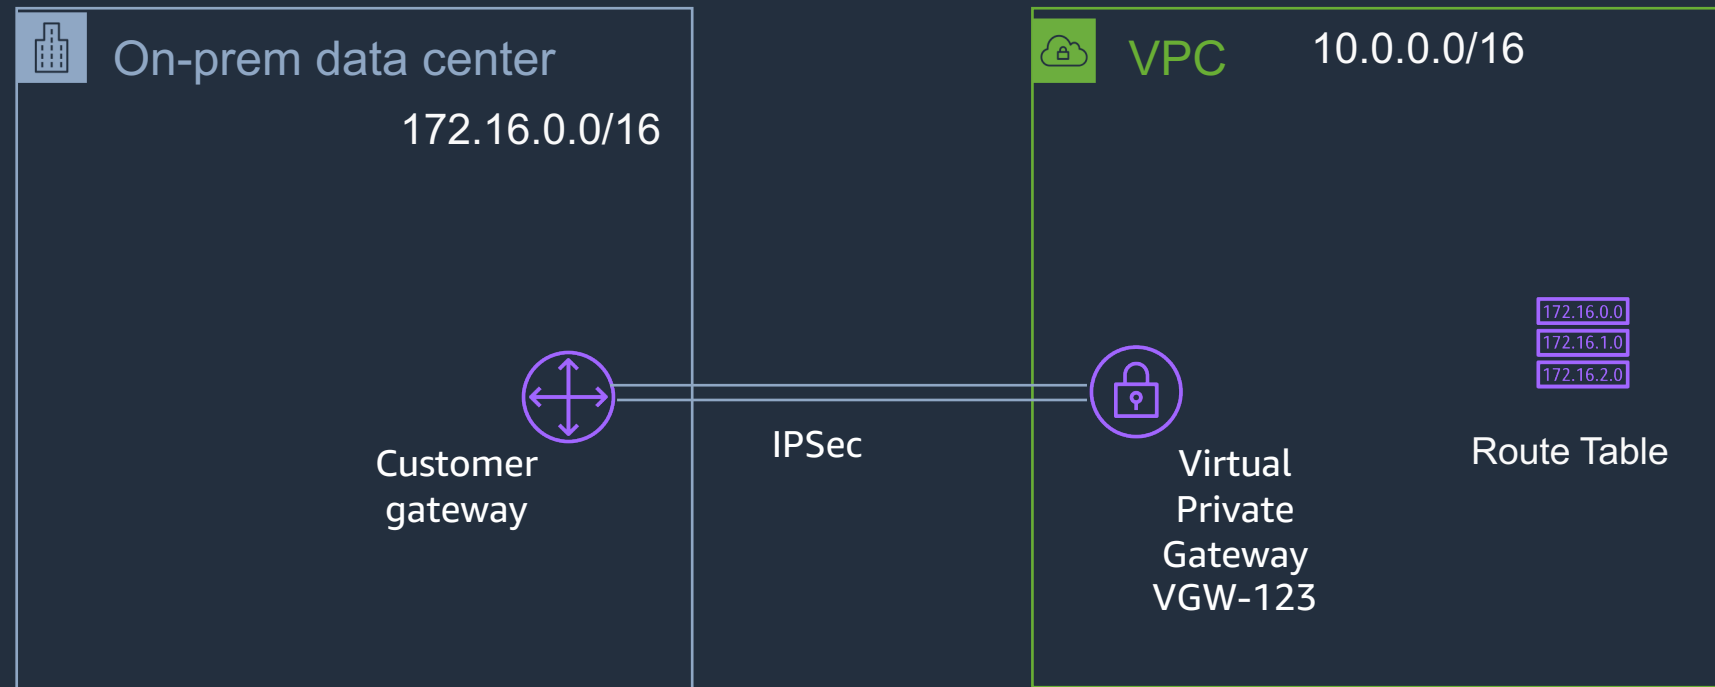 On-prem data center
172.16.0.0/16
VPC
10.0.0.0/16
Customer
gateway
IPSec
Virtual
Private
Gateway
VGW-123
172.16.0.0
172.16.1.0
172.16.2.0
Route Table